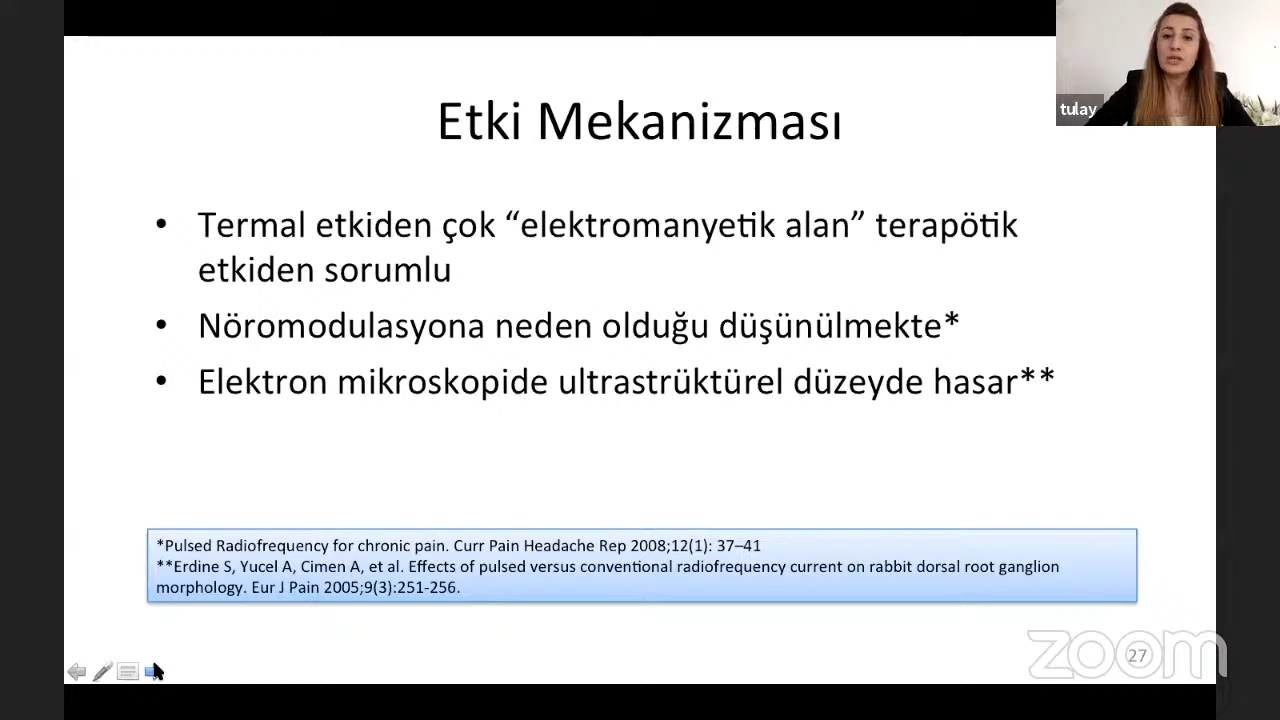 tulay
Etki Mekanizması
• Termal etkiden çok “elektromanyetik alan” terapötik
etkiden sorumlu
• Nöromodulasyona neden olduğu düşünülmekte*
• Elektron mikroskopide ultrastrüktürel düzeyde hasar**
*Pulsed Radiofrequency for chronic pain. Curr Pain Headache Rep 2008;12(1): 37–41
**Erdine S, Yucel A, Cimen A, et al. Effects of pulsed versus conventional radiofrequency current on rabbit dorsal root ganglion
morphology. Eur J Pain 2005;9(3):251-256.
zoom
27